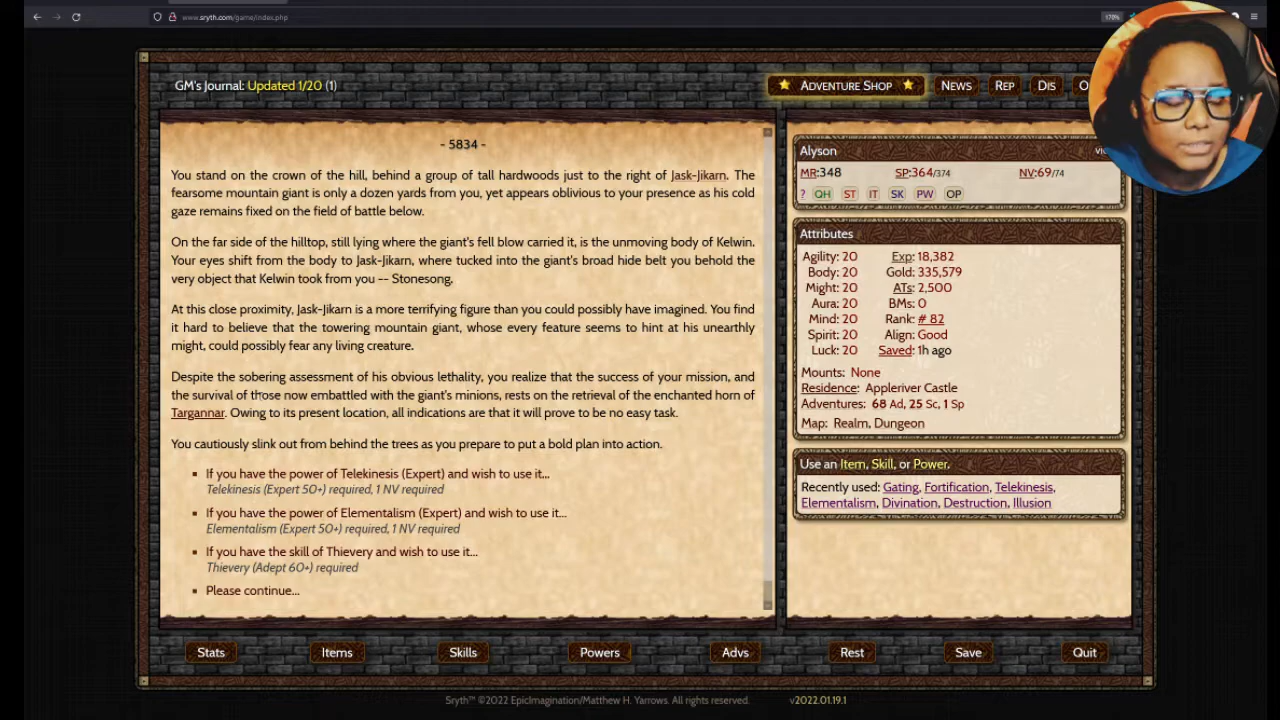 www.sryth.com/game/index.php
170%
GM's Journal: Updated 1/20 (1)
ADVENTURE SHOP
NEWS
REP
DIS
- 5834 -
You stand on the crown of the hill, behind a group of tall hardwoods just to the right of Jask-Jikarn. The
fearsome mountain giant is only a dozen yards from you, yet appears oblivious to your presence as his cold
gaze remains fixed on the field of battle below.
On the far side of the hilltop, still lying where the giant's fell blow carried it, is the unmoving body of Kelwin.
Your eyes shift from the body to Jask-Jikarn, where tucked into the giant's broad hide belt you behold the
very object that Kelwin took from you -- Stonesong.
At this close proximity, Jask-Jikarn is a more terrifying figure than you could possibly have imagined. You find
it hard to believe that the towering mountain giant, whose every feature seems to hint at his unearthly
might, could possibly fear any living creature.
Despite the sobering assessment of his obvious lethality, you realize that the success of your mission, and
the survival of those now embattled with the giant's minions, rests on the retrieval of the enchanted horn of
Targannar. Owing to its present location, all indications are that it will prove to be no easy task.
You cautiously slink out from behind the trees as you prepare to put a bold plan into action.
If you have the power of Telekinesis (Expert) and wish to use it...
Telekinesis (Expert 50+) required, 1 NV required
If you have the power of Elementalism (Expert) and wish to use it...
Elementalism (Expert 50+) required, 1 NV required
If you have the skill of Thievery and wish to use it...
Thievery (Adept 60+) required
Please continue...
Alyson
MR:348 SP:364/374 NV:69/74
? QH ST IT SK PW OP
Attributes
Agility: 20 Exp: 18,382
Body: 20 Gold: 335,579
Might: 20 ATs: 2,500
Aura: 20 BMs: 0
Mind: 20 Rank: # 82
Spirit: 20 Align: Good
Luck: 20 Saved: 1h ago
Mounts: None
Residence: Appleriver Castle
Adventures: 68 Ad, 25 Sc, 1 Sp
Map: Realm, Dungeon
Use an Item, Skill, or Power.
Recently used: Gating, Fortification, Telekinesis,
Elementalism, Divination, Destruction, Illusion
Stats Items Skills Powers Advs Rest Save Quit
Sryth™ ©2022 EpicImagination/Matthew H. Yarrows. All rights reserved. v2022.01.19.1